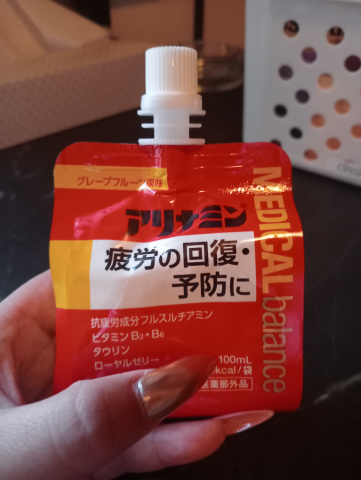 グレープフルーツ風味
アリナミン
MEDICAL balance
疲労の回復・
予防に
抗疲労成分フルスルチアミン
ビタミン B₂・B₆
タウリン
ローヤルゼリー
100mL
kcal/
医薬部外品